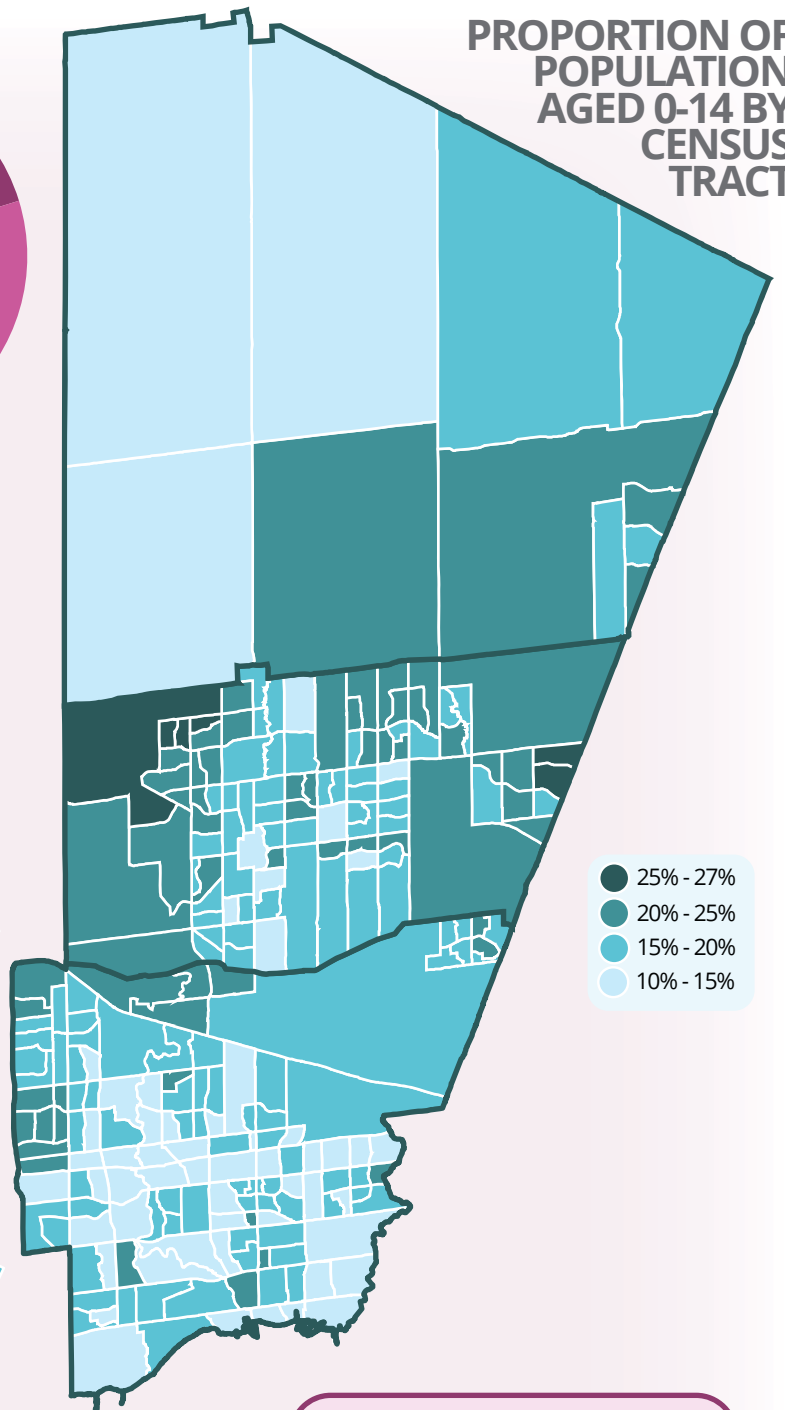 PROPORTION OF
POPULATION
AGED 0-14 BY
CENSUS
TRACT
25% - 27%
20% - 25%
15% - 20%
10% - 15%